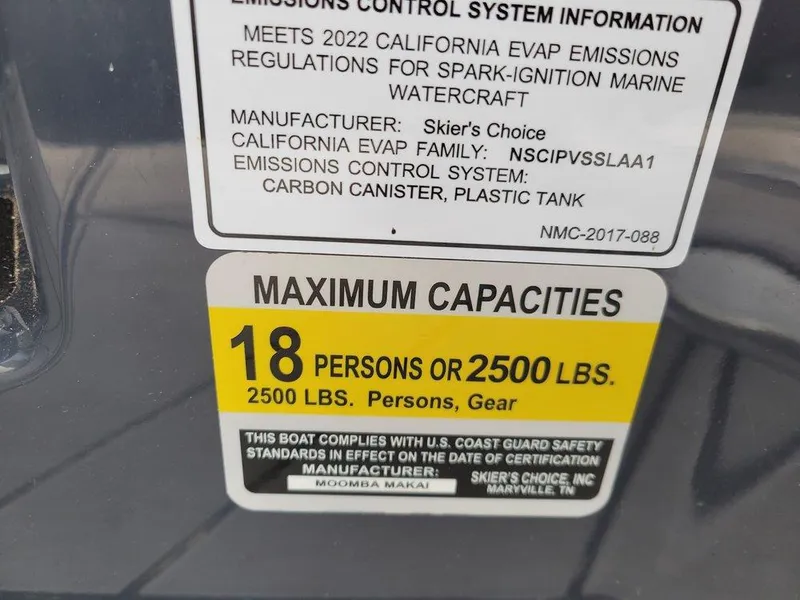 EMISSIONS CONTROL SYSTEM INFORMATION
MEETS 2022 CALIFORNIA EVAP EMISSIONS
REGULATIONS FOR SPARK-IGNITION MARINE
WATERCRAFT
MANUFACTURER: Skier's Choice
CALIFORNIA EVAP FAMILY: NSCIPVSSLAA1
EMISSIONS CONTROL SYSTEM:
CARBON CANISTER, PLASTIC TANK
NMC-2017-088
MAXIMUM CAPACITIES
18 PERSONS OR 2500 LBS.
2500 LBS. Persons, Gear
THIS BOAT COMPLIES WITH U.S. COAST GUARD SAFETY
STANDARDS IN EFFECT ON THE DATE OF CERTIFICATION
MANUFACTURER: SKIER'S CHOICE, INC
MOOMBA MAKAI MARYVILLE, TN